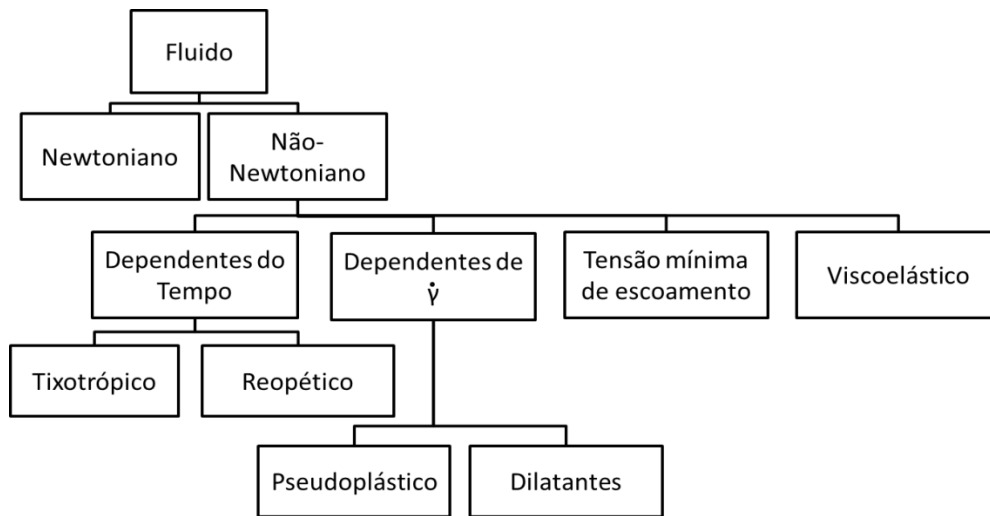 Fluido
Newtoniano
Não-
Newtoniano
Dependentes do
Tempo
Dependentes de
γ̇
Tensão mínima
de escoamento
Viscoelástico
Tixotrópico
Reopético
Pseudoplástico
Dilatantes